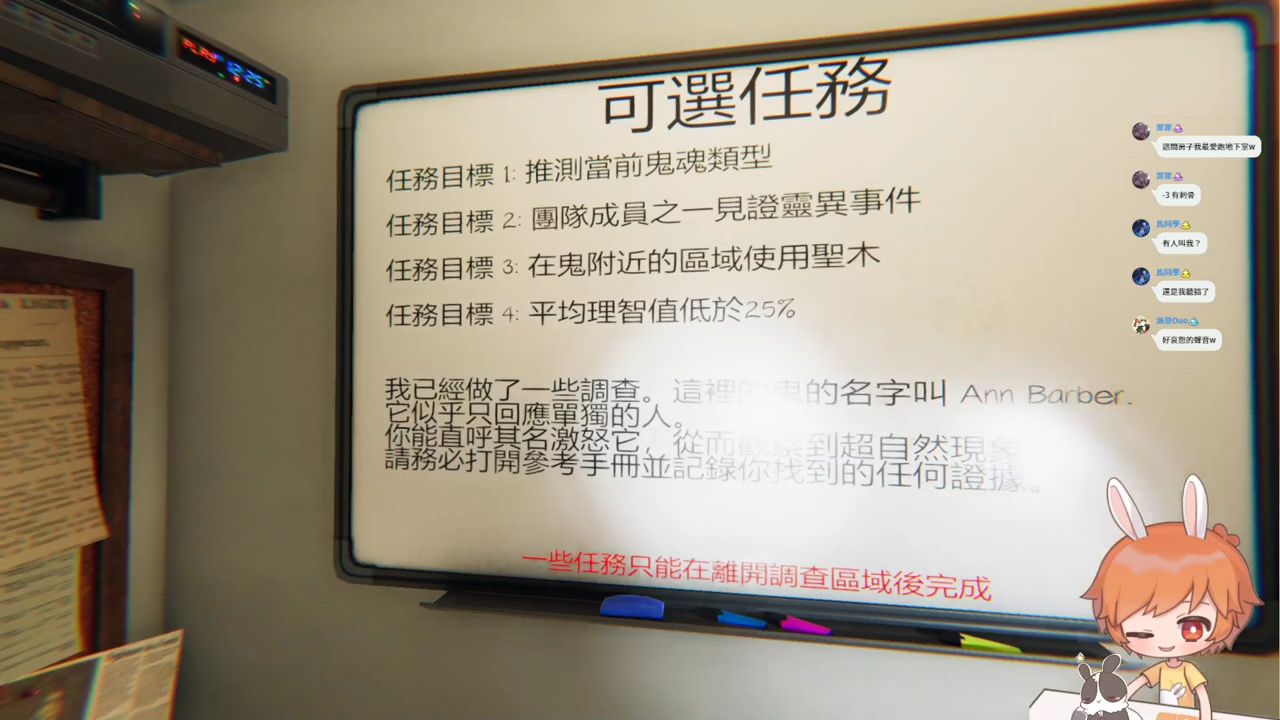 PLAY 12:25
可選任務
任務目標 1: 推測當前鬼魂類型
任務目標 2: 團隊成員之一見證靈異事件
任務目標 3: 在鬼附近的區域使用聖木
任務目標 4: 平均理智值低於25%
我已經做了一些調查。這裡的鬼的名字叫 Ann Barber.
它似乎只回應單獨的人。
你能直呼其名激怒它，從而觀察到超自然現象
請務必打開參考手冊並記錄你找到的任何證據。
一些任務只能在離開調查區域後完成
這間房子我最愛跑地下室w
-3 有刺骨
馬同學
有人叫我？
馬同學
還是我聽錯了
好哀怨的聲音w